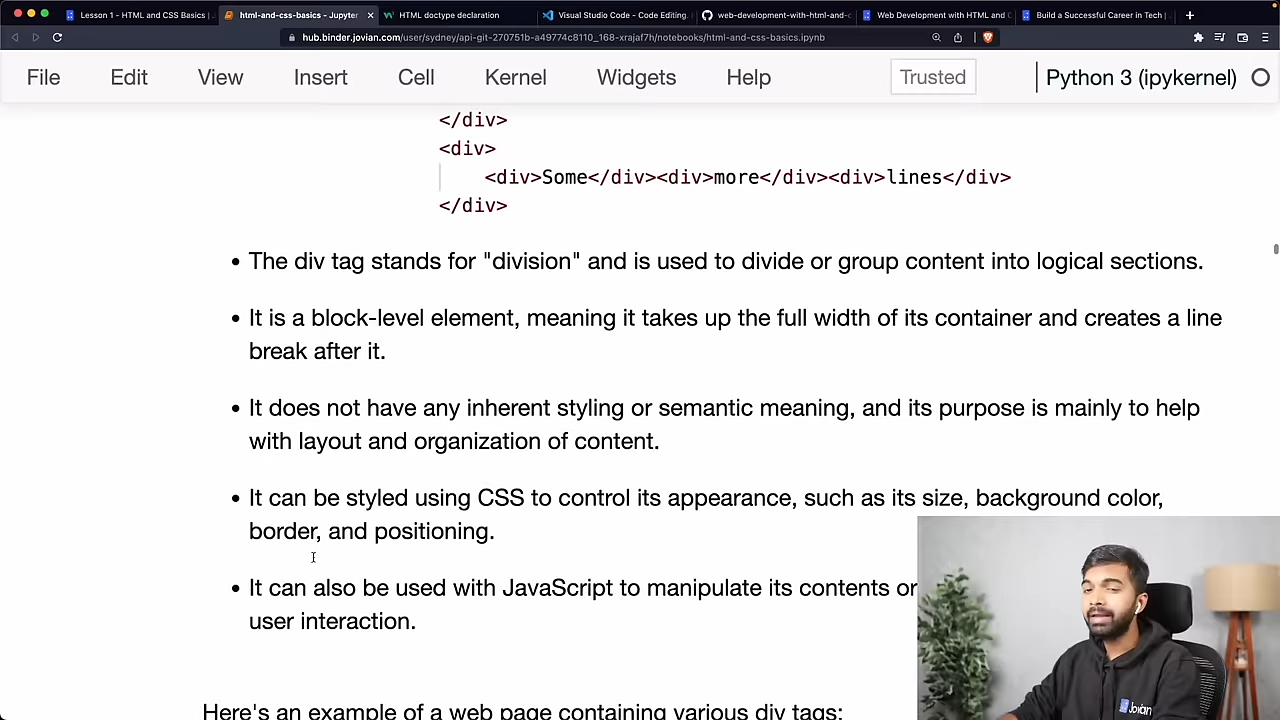 Lesson 1 - HTML and CSS Basics |
html-and-css-basics - Jupyter
HTML doctype declaration
Visual Studio Code - Code Editing.
web-development-with-html-and-c
Web Development with HTML and C
Build a Successful Career in Tech |
hub.binder.jovian.com/user/sydney/api-git-270751b-a49774c8110_168-xrajaf7h/notebooks/html-and-css-basics.ipynb
File Edit View Insert Cell Kernel Widgets Help Trusted Python 3 (ipykernel)
</div>
<div>
<div>Some</div><div>more</div><div>lines</div>
</div>
• The div tag stands for "division" and is used to divide or group content into logical sections.
• It is a block-level element, meaning it takes up the full width of its container and creates a line
break after it.
• It does not have any inherent styling or semantic meaning, and its purpose is mainly to help
with layout and organization of content.
• It can be styled using CSS to control its appearance, such as its size, background color,
border, and positioning.
• It can also be used with JavaScript to manipulate its contents or
user interaction.
Here's an example of a web page containing various div tags:
Jovian